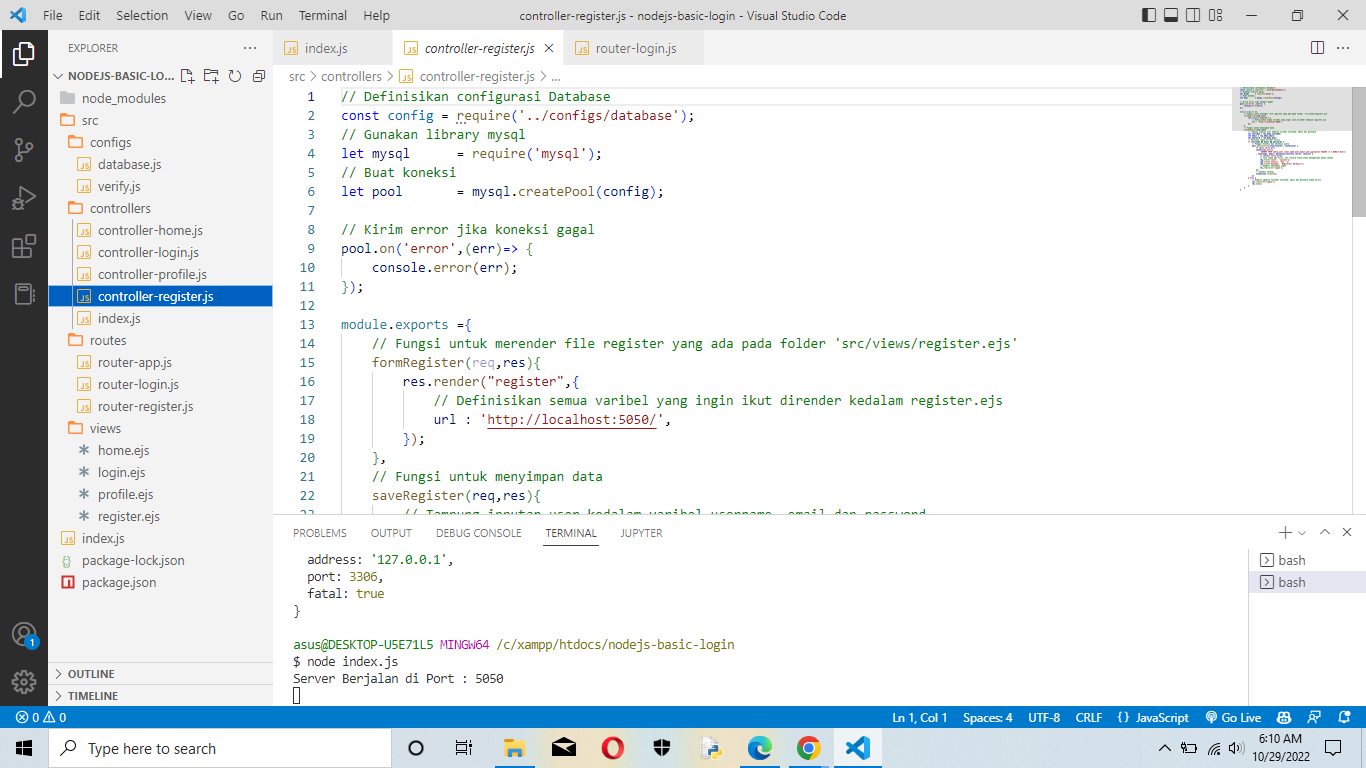 File Edit Selection View Go Run Terminal Help controller-register.js - nodejs-basic-login - Visual Studio Code
EXPLORER
NODEJS-BASIC-LO...
node_modules
src
configs
database.js
verify.js
controllers
controller-home.js
controller-login.js
controller-profile.js
controller-register.js
index.js
routes
router-app.js
router-login.js
router-register.js
views
home.ejs
login.ejs
profile.ejs
register.ejs
index.js
package-lock.json
package.json
OUTLINE
TIMELINE
1
index.js controller-register.js router-login.js
src > controllers > controller-register.js > ...
1 // Definisikan configurasi Database
2 const config = require('../configs/database');
3 // Gunakan library mysql
4 let mysql      = require('mysql');
5 // Buat koneksi
6 let pool       = mysql.createPool(config);
7
8 // Kirim error jika koneksi gagal
9 pool.on('error',(err)=> {
10     console.error(err);
11 });
12
13 module.exports ={
14     // Fungsi untuk merender file register yang ada pada folder 'src/views/register.ejs'
15     formRegister(req,res){
16         res.render("register",{
17             // Definisikan semua varibel yang ingin ikut dirender kedalam register.ejs
18             url : 'http://localhost:5050/',
19         });
20     },
21     // Fungsi untuk menyimpan data
22     saveRegister(req,res){
23         // Tampung inputan user kedalam varibel username, email dan password
PROBLEMS OUTPUT DEBUG CONSOLE TERMINAL JUPYTER
address: '127.0.0.1',
port: 3306,
fatal: true
}
asus@DESKTOP-U5E71L5 MINGW64 /c/xampp/htdocs/nodejs-basic-login
$ node index.js
Server Berjalan di Port : 5050
bash
bash
0 0 Ln 1, Col 1 Spaces: 4 UTF-8 CRLF {} JavaScript Go Live
Type here to search
6:10 AM
10/29/2022